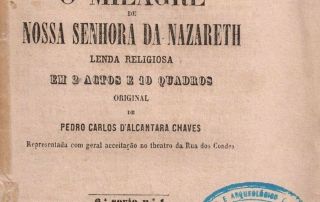 O MILAGRE
DE
NOSSA SENHORA DA NAZARETH
LENDA RELIGIOSA
EM 2 ACTOS E 10 QUADROS
ORIGINAL
DE
PEDRO CARLOS D'ALCANTARA CHAVES
Representada com geral acceitação no theatro da Rua dos Condes
E ARQUEOLÓGICO